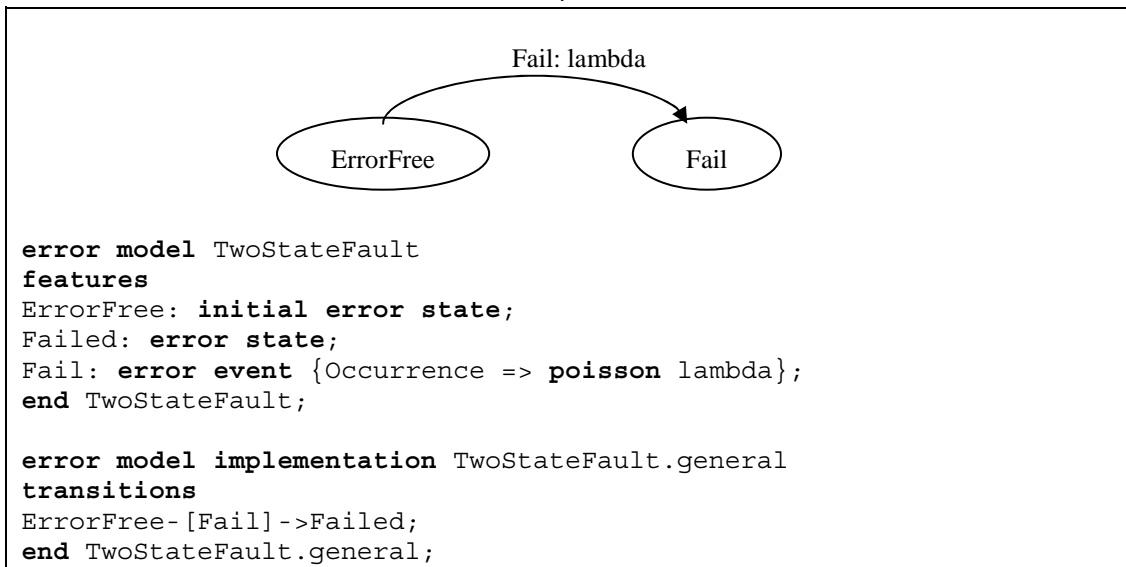 Fail: lambda
ErrorFree Fail
error model TwoStateFault
features
ErrorFree: initial error state;
Failed: error state;
Fail: error event {Occurrence => poisson lambda};
end TwoStateFault;
error model implementation TwoStateFault.general
transitions
ErrorFree-[Fail]->Failed;
end TwoStateFault.general;